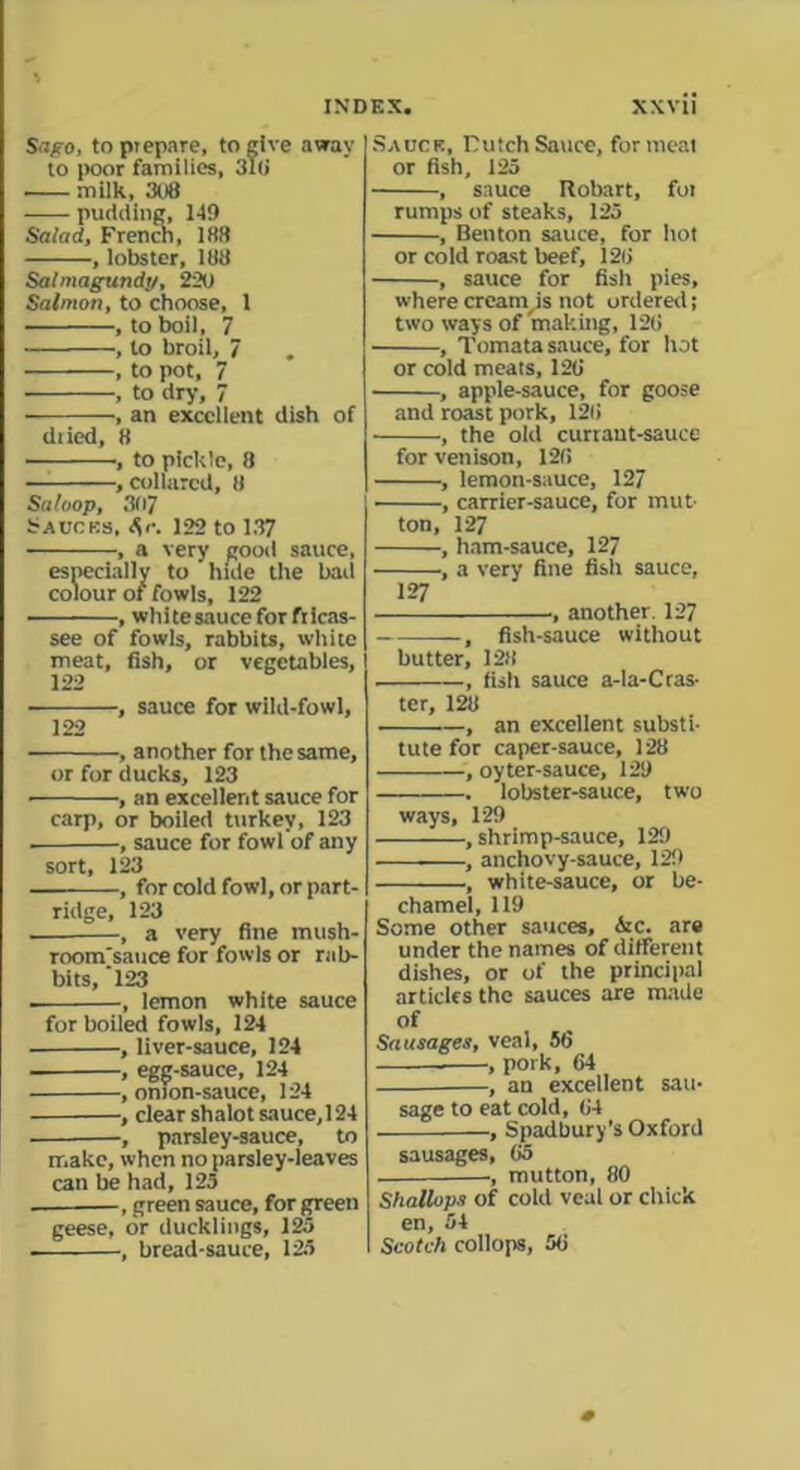 INDEX. xxvii
Sago, to prepare, to give away
to poor families, 316
—— milk, 308
—— pudding, 149
Salad, French, 188
———, lobster, 188
Salmagundy, 220
Salmon, to choose, 1
———, to boil, 7
———, to broil, 7
———, to pot, 7
———, to dry, 7
———, an excellent dish of
dried, 8
———, to pickle, 8
———, collared, 8
Saloop, 307
SAUCES, &c. 122 to 137
———, a very good sauce,
especially to hide the bad
colour of fowls, 122
———, white sauce for fricas-
see of fowls, rabbits, white
meat, fish, or vegetables,
122
———, sauce for wild-fowl,
122
———, another for the same,
or for ducks, 123
———, an excellent sauce for
carp, or boiled turkey, 123
———, sauce for fowl of any
sort, 123
———, for cold fowl, or part-
ridge, 123
———, a very fine mush-
room sauce for fowls or rab-
bits, 123
———, lemon white sauce
for boiled fowls, 124
———, liver-sauce, 124
———, egg-sauce, 124
———, onion-sauce, 124
———, clear shalot sauce, 124
———, parsley-sauce, to
make, when no parsley-leaves
can be had, 125
———, green sauce, for green
geese, or ducklings, 125
———, bread-sauce, 125
SAUCE, Dutch Sauce, for meat
or fish, 125
———, sauce Robart, for
rumps of steaks, 125
———, Benton sauce, for hot
or cold roast beef, 126
———, sauce for fish pies,
where cream is not ordered;
two ways of making, 126
———, Tomata sauce, for hot
or cold meats, 126
———, apple-sauce, for goose
and roast pork, 126
———, the old currant-sauce
for venison, 126
———, lemon-sauce, 127
———, carrier-sauce, for mut-
ton, 127
———, ham-sauce, 127
———, a very fine fish sauce,
127
——————, another. 127
———, fish-sauce without
butter, 128
———, fish sauce a-la-Cras-
ter, 128
———, an excellent substi-
tute for caper-sauce, 128
———, oyter-sauce, 129
———. lobster-sauce, two
ways, 129
———, shrimp-sauce, 129
———, anchovy-sauce, 129
———, white-sauce, or be-
chamel, 119
Some other sauces, &c. are
under the names of different
dishes, or of the principal
articles the sauces are made
of
Sausages, veal, 56
———, pork, 64
———, an excellent sau-
sage to eat cold, 64
———, Spadbury's Oxford
sausages, 65
———, mutton, 80
Shallops of cold veal or chick
en, 54
Scotch collops, 56